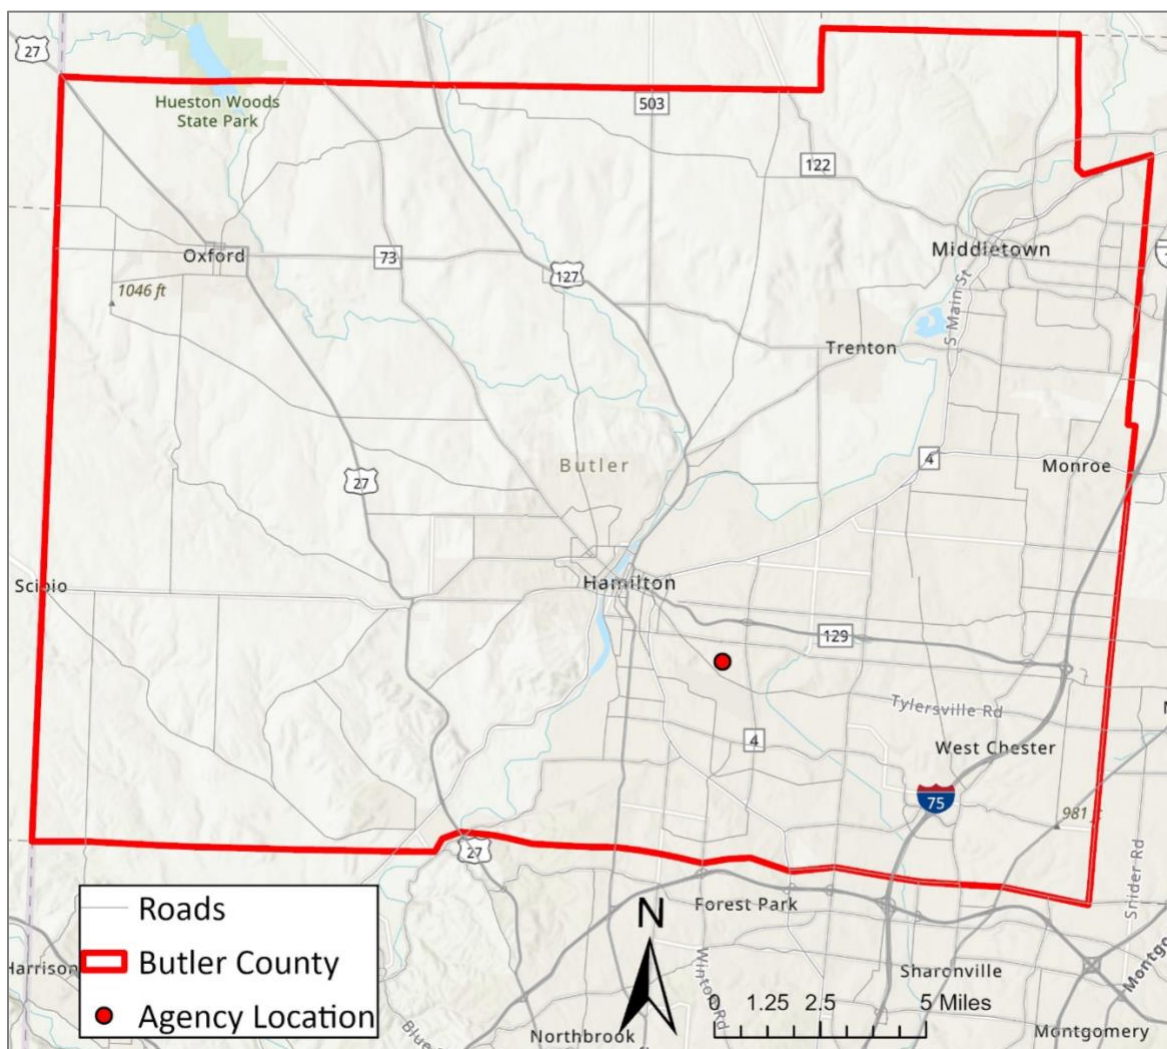 27
Hueston Woods
State Park
503
122
Oxford
73
Middletown
1046 ft
127
S Main St
Trenton
4
Butler
Monroe
27
Scipio
Hamilton
129
Tylersville Rd
4
West Chester
75
981
27
Snider Rd
Forest Park
Roads
N
Butler County
Harrison
Winton Rd
Sharonville
0 1.25 2.5 5 Miles
Agency Location
Northbrook
Montgomery